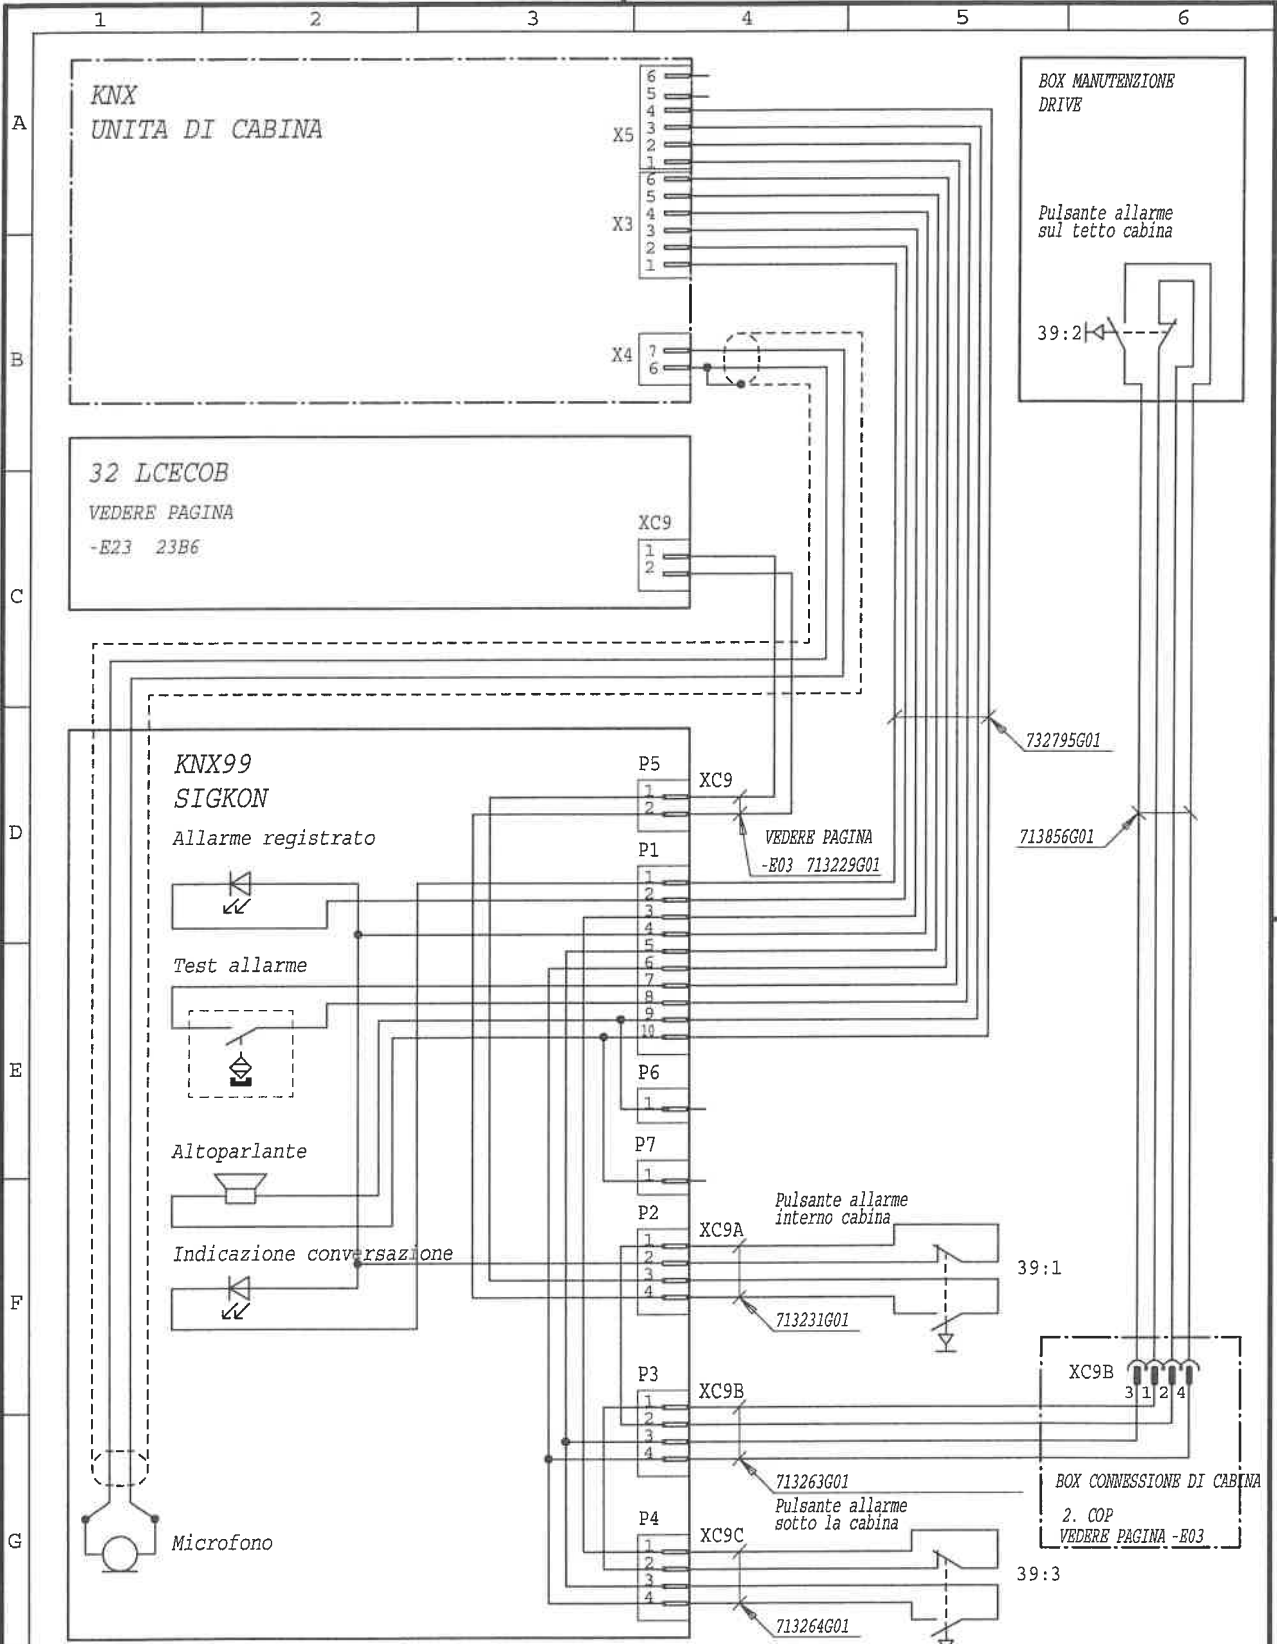 1 2 3 4 5 6
A
B
C
D
E
F
G
KNX
UNITA DI CABINA
X5
6
5
4
3
2
1
X3
6
5
4
3
2
1
X4
7
6
BOX MANUTENZIONE
DRIVE
Pulsante allarme
sul tetto cabina
39:2
32 LCECOB
VEDERE PAGINA
-E23 23B6
XC9
1
2
732795G01
713856G01
KNX99
SIGKON
P5
XC9
1
2
VEDERE PAGINA
-E03 713229G01
Allarme registrato
P1
1
2
3
4
5
6
7
8
9
10
Test allarme
P6
1
Altoparlante
P7
1
Indicazione conversazione
P2
XC9A
1
2
3
4
Pulsante allarme
interno cabina
39:1
713231G01
P3
XC9B
1
2
3
4
713263G01
XC9B
3 1 2 4
BOX CONNESSIONE DI CABINA
2. COP
VEDERE PAGINA -E03
Microfono
P4
XC9C
1
2
3
4
Pulsante allarme
sotto la cabina
39:3
713264G01